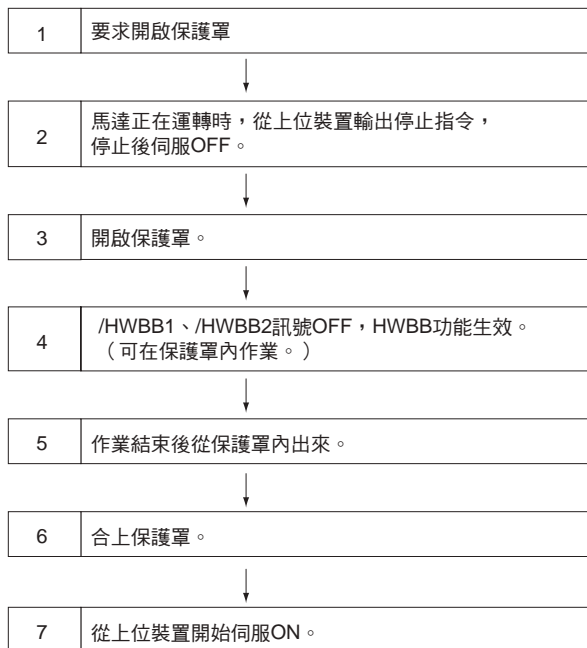 1 要求開啟保護罩
2 馬達正在運轉時，從上位裝置輸出停止指令，
停止後伺服OFF。
3 開啟保護罩。
4 /HWBB1、/HWBB2訊號OFF，HWBB功能生效。
（可在保護罩內作業。）
5 作業結束後從保護罩內出來。
6 合上保護罩。
7 從上位裝置開始伺服ON。